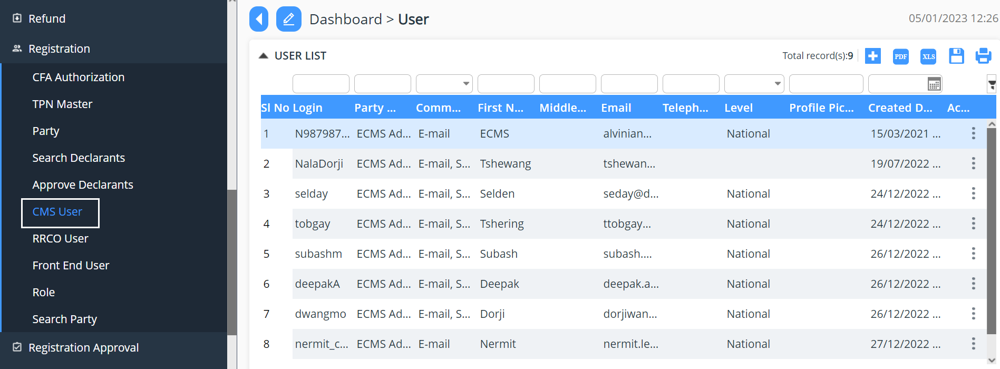 Refund
Registration
CFA Authorization
TPN Master
Party
Search Declarants
Approve Declarants
CMS User
RRCO User
Front End User
Role
Search Party
Registration Approval
Dashboard > User
05/01/2023 12:26
USER LIST
Total record(s):9
PDF
XLS
Sl No Login Party ... Comm... First N... Middle... Email Teleph... Level Profile Pic... Created D... Ac...
1 N987987... ECMS Ad... E-mail ECMS alvinian... National 15/03/2021 ...
2 NalaDorji ECMS Ad... E-mail, S... Tshewang tshewan... 19/07/2022 ...
3 selday ECMS Ad... E-mail, S... Selden seday@d... National 24/12/2022 ...
4 tobgay ECMS Ad... E-mail, S... Tshering ttobgay... National 24/12/2022 ...
5 subashm ECMS Ad... E-mail, S... Subash subash.... National 26/12/2022 ...
6 deepakA ECMS Ad... E-mail, S... Deepak deepak.a... National 26/12/2022 ...
7 dwangmo ECMS Ad... E-mail, S... Dorji dorjiwan... National 26/12/2022 ...
8 nermit_c... ECMS Ad... E-mail Nermit nermit.le... National 27/12/2022 ...